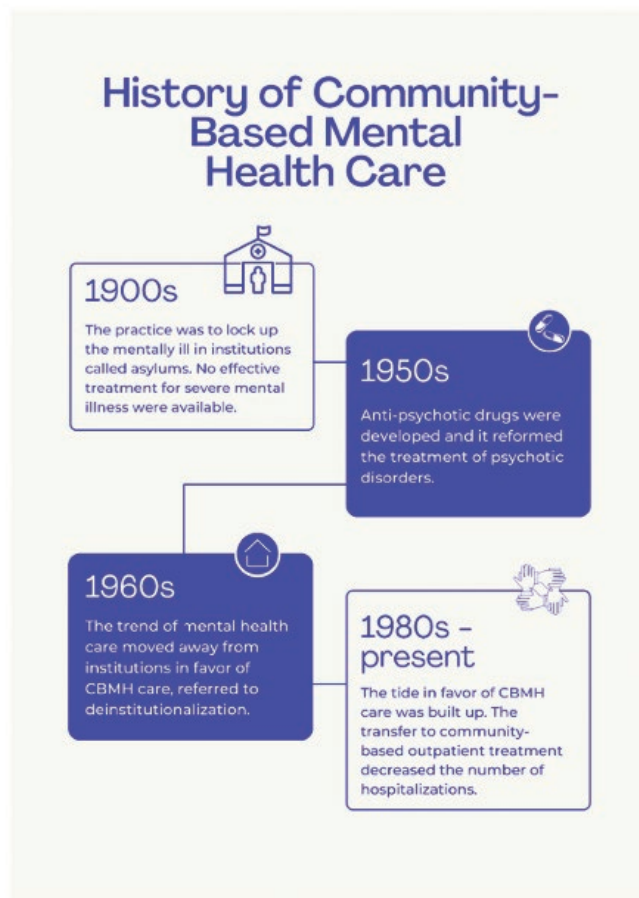 History of Community-
Based Mental
Health Care
1900s
The practice was to lock up
the mentally ill in institutions
called asylums. No effective
treatment for severe mental
illness were available.
1950s
Anti-psychotic drugs were
developed and it reformed
the treatment of psychotic
disorders.
1960s
The trend of mental health
care moved away from
institutions in favor of
CBMH care, referred to
deinstitutionalization.
1980s –
present
The tide in favor of CBMH
care was built up. The
transfer to community-
based outpatient treatment
decreased the number of
hospitalizations.